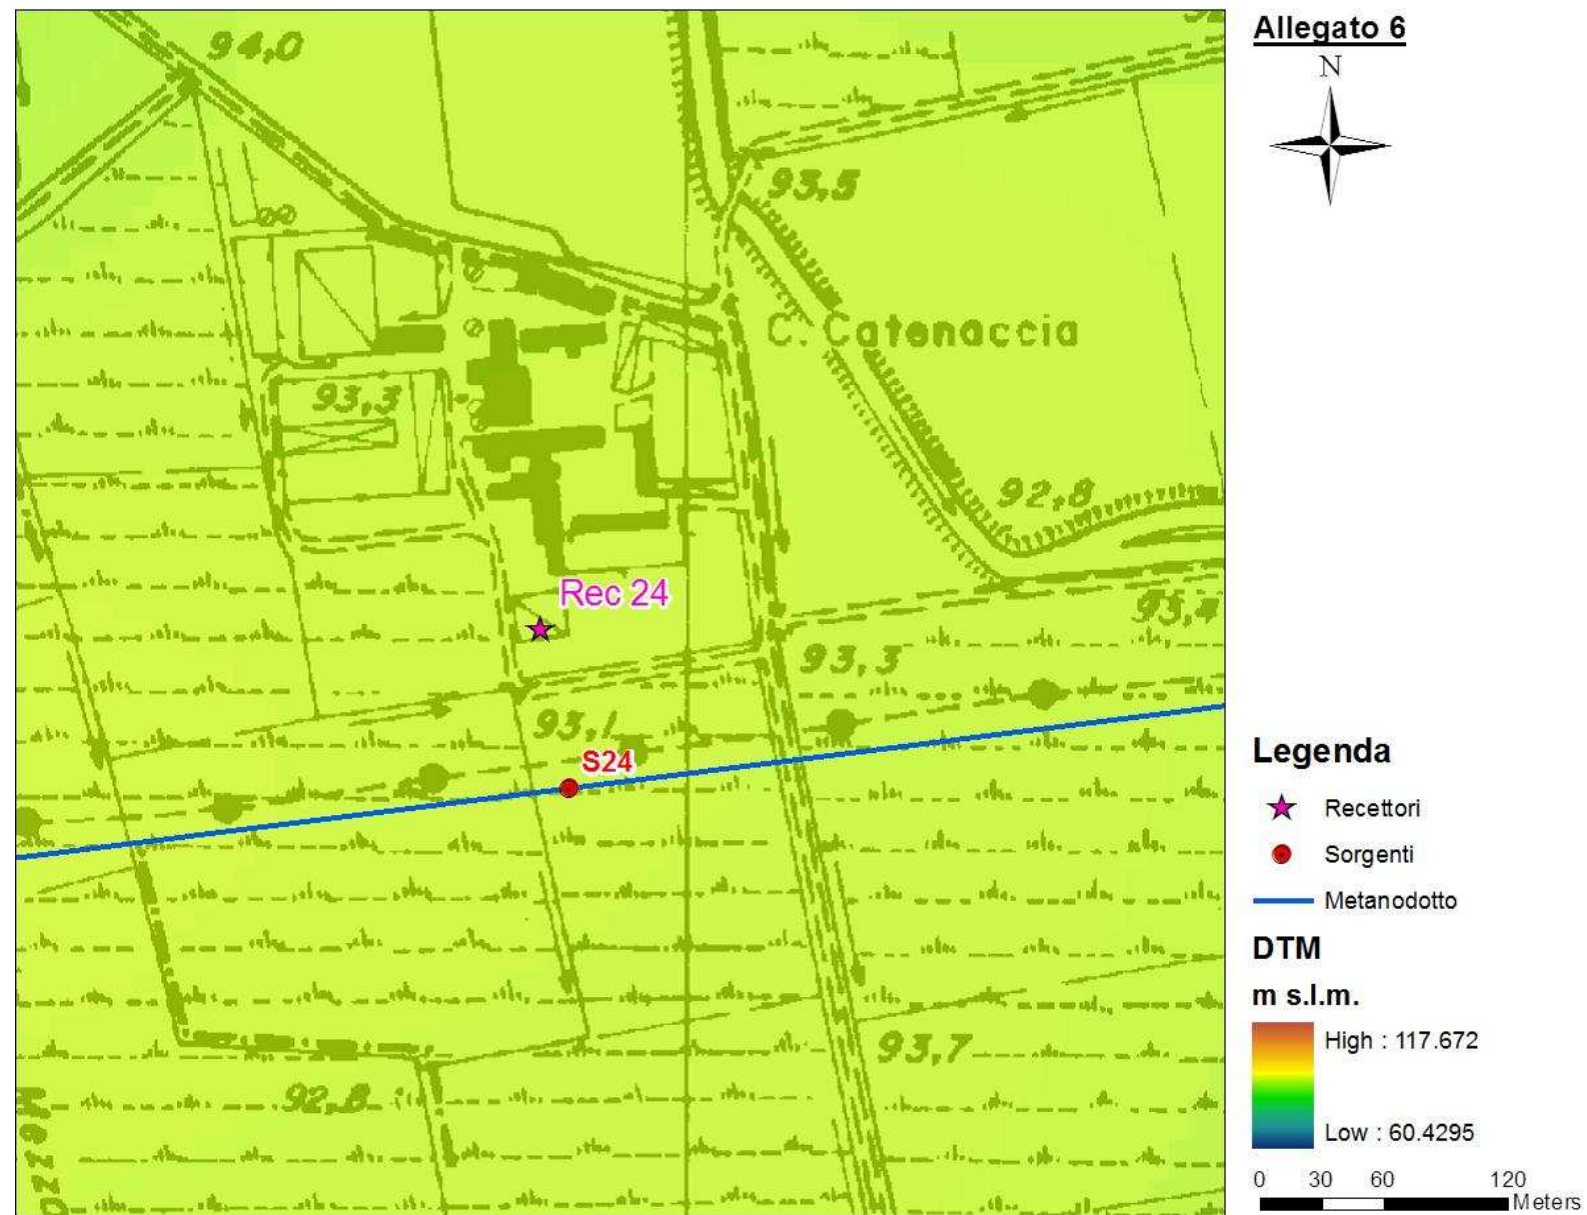 Allegato 6
N
94,0
93,5
C. Catenaccia
93,3
92,8
Rec 24
93,4
93,3
93,1
S24
93,7
92,8
Legenda
Recettori
Sorgenti
Metanodotto
DTM
m s.l.m.
High : 117.672
Low : 60.4295
0 30 60 120
Meters